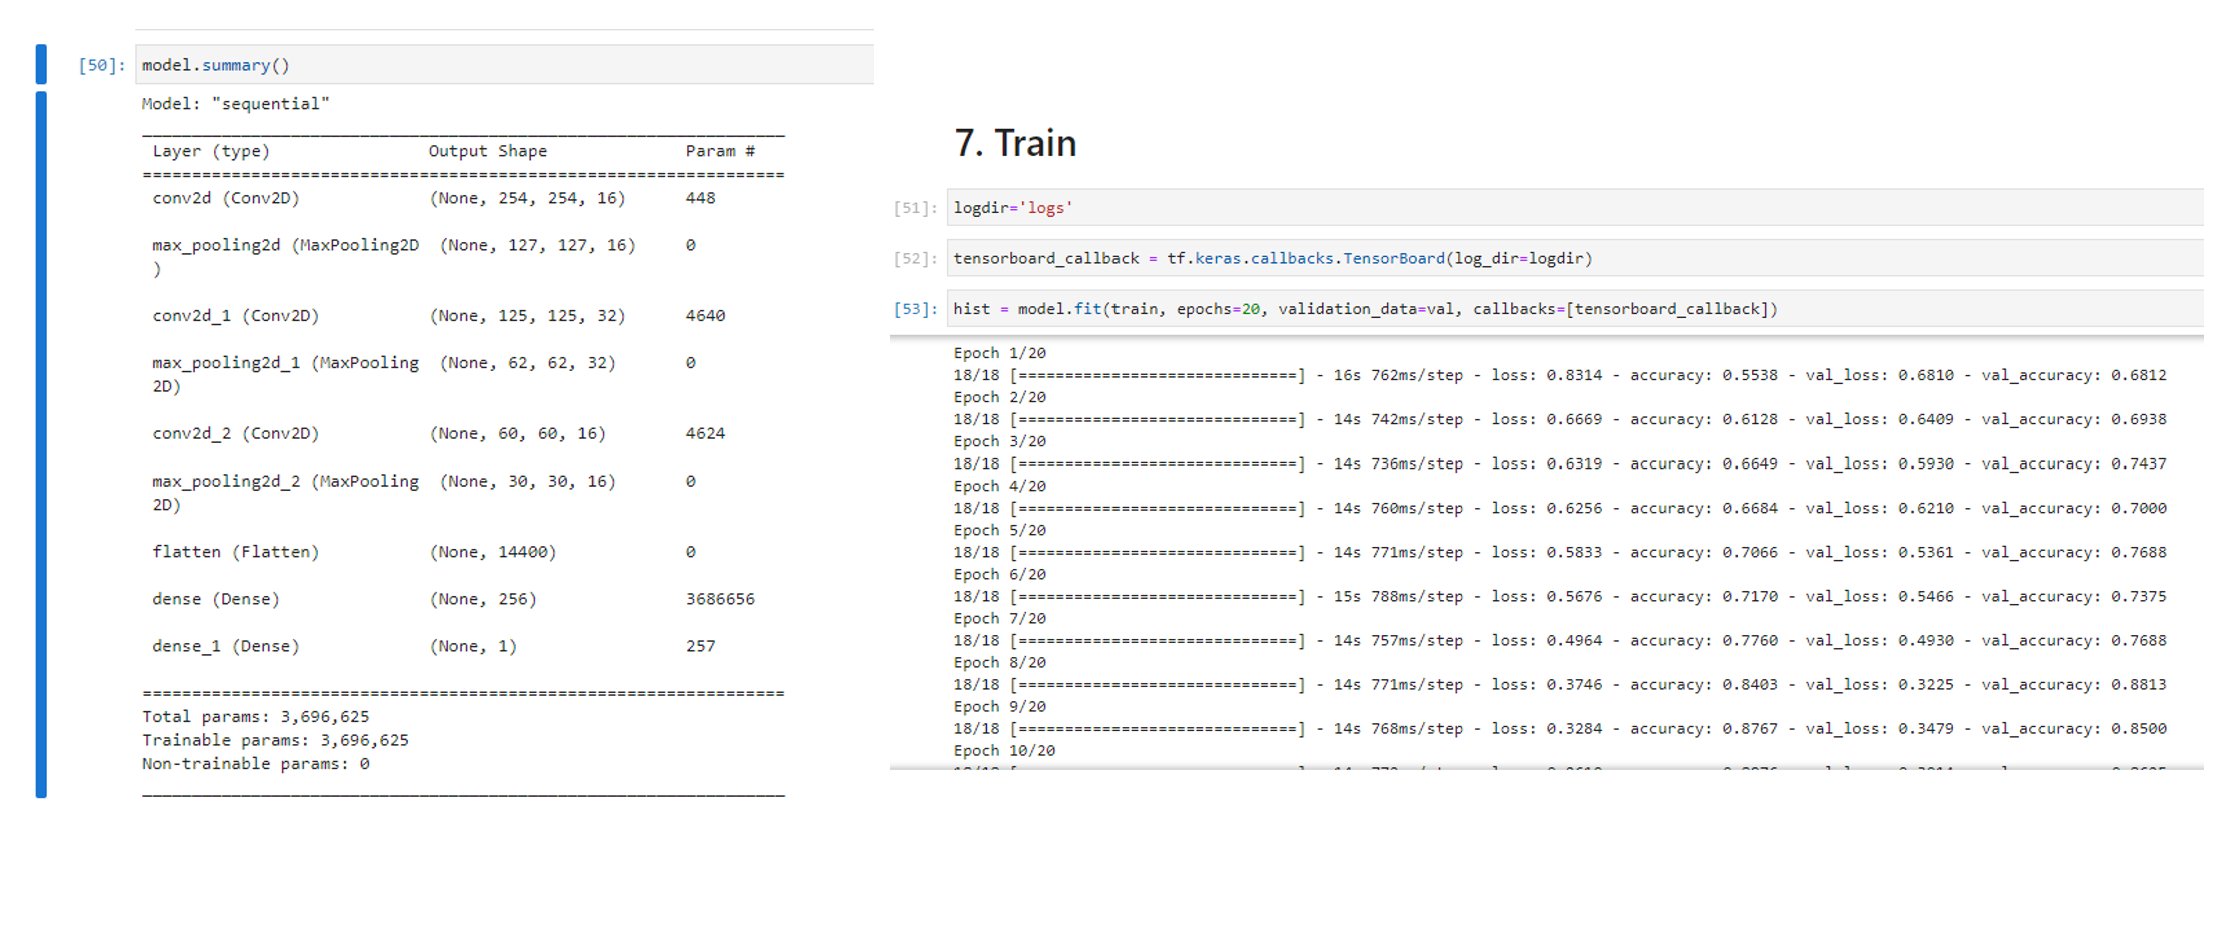 [50]: model.summary()
Model: "sequential"
_________________________________________________________________
Layer (type) Output Shape Param #
=================================================================
conv2d (Conv2D) (None, 254, 254, 16) 448
max_pooling2d (MaxPooling2D (None, 127, 127, 16) 0
)
conv2d_1 (Conv2D) (None, 125, 125, 32) 4640
max_pooling2d_1 (MaxPooling (None, 62, 62, 32) 0
2D)
conv2d_2 (Conv2D) (None, 60, 60, 16) 4624
max_pooling2d_2 (MaxPooling (None, 30, 30, 16) 0
2D)
flatten (Flatten) (None, 14400) 0
dense (Dense) (None, 256) 3686656
dense_1 (Dense) (None, 1) 257
=================================================================
Total params: 3,696,625
Trainable params: 3,696,625
Non-trainable params: 0
_________________________________________________________________
7. Train
[51]: logdir='logs'
[52]: tensorboard_callback = tf.keras.callbacks.TensorBoard(log_dir=logdir)
[53]: hist = model.fit(train, epochs=20, validation_data=val, callbacks=[tensorboard_callback])
Epoch 1/20
18/18 [==============================] - 16s 762ms/step - loss: 0.8314 - accuracy: 0.5538 - val_loss: 0.6810 - val_accuracy: 0.6812
Epoch 2/20
18/18 [==============================] - 14s 742ms/step - loss: 0.6669 - accuracy: 0.6128 - val_loss: 0.6409 - val_accuracy: 0.6938
Epoch 3/20
18/18 [==============================] - 14s 736ms/step - loss: 0.6319 - accuracy: 0.6649 - val_loss: 0.5930 - val_accuracy: 0.7437
Epoch 4/20
18/18 [==============================] - 14s 760ms/step - loss: 0.6256 - accuracy: 0.6684 - val_loss: 0.6210 - val_accuracy: 0.7000
Epoch 5/20
18/18 [==============================] - 14s 771ms/step - loss: 0.5833 - accuracy: 0.7066 - val_loss: 0.5361 - val_accuracy: 0.7688
Epoch 6/20
18/18 [==============================] - 15s 788ms/step - loss: 0.5676 - accuracy: 0.7170 - val_loss: 0.5466 - val_accuracy: 0.7375
Epoch 7/20
18/18 [==============================] - 14s 757ms/step - loss: 0.4964 - accuracy: 0.7760 - val_loss: 0.4930 - val_accuracy: 0.7688
Epoch 8/20
18/18 [==============================] - 14s 771ms/step - loss: 0.3746 - accuracy: 0.8403 - val_loss: 0.3225 - val_accuracy: 0.8813
Epoch 9/20
18/18 [==============================] - 14s 768ms/step - loss: 0.3284 - accuracy: 0.8767 - val_loss: 0.3479 - val_accuracy: 0.8500
Epoch 10/20